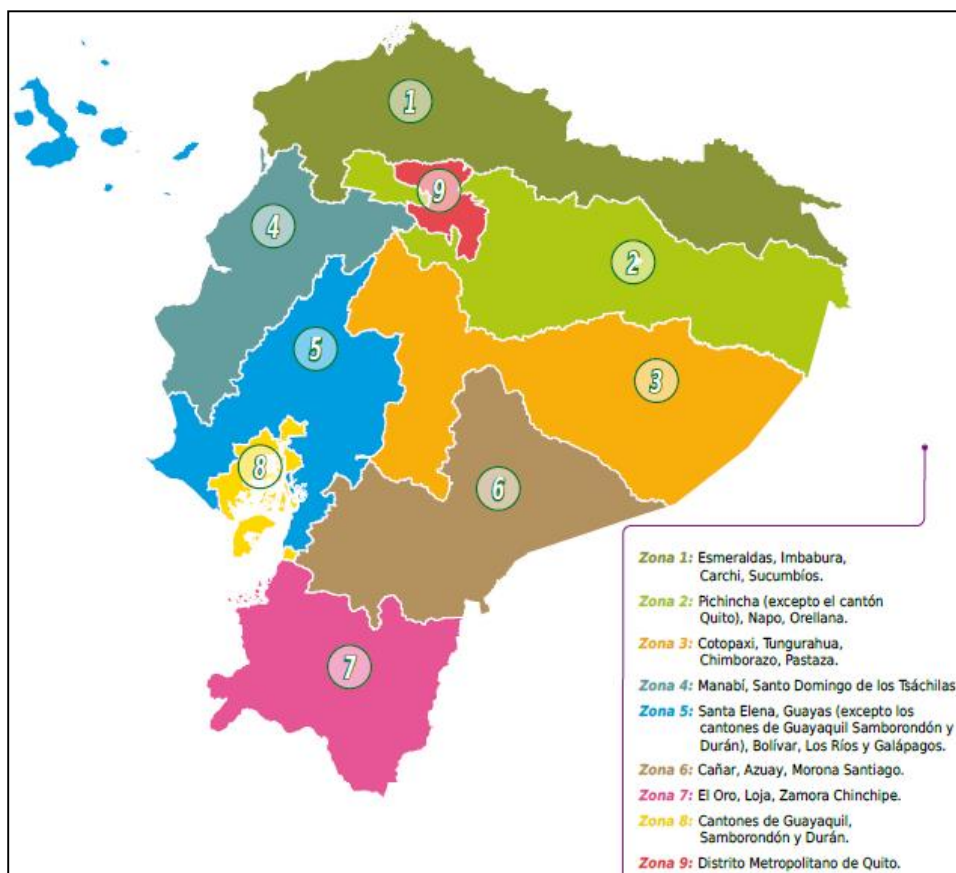 1
9
4
2
5
3
8
6
7
Zona 1: Esmeraldas, Imbabura,
Carchi, Sucumbíos.
Zona 2: Pichincha (excepto el cantón
Quito), Napo, Orellana.
Zona 3: Cotopaxi, Tungurahua,
Chimborazo, Pastaza.
Zona 4: Manabí, Santo Domingo de los Tsáchilas
Zona 5: Santa Elena, Guayas (excepto los
cantones de Guayaquil Samborondón y
Durán), Bolívar, Los Ríos y Galápagos.
Zona 6: Cañar, Azuay, Morona Santiago.
Zona 7: El Oro, Loja, Zamora Chinchipe.
Zona 8: Cantones de Guayaquil,
Samborondón y Durán.
Zona 9: Distrito Metropolitano de Quito.